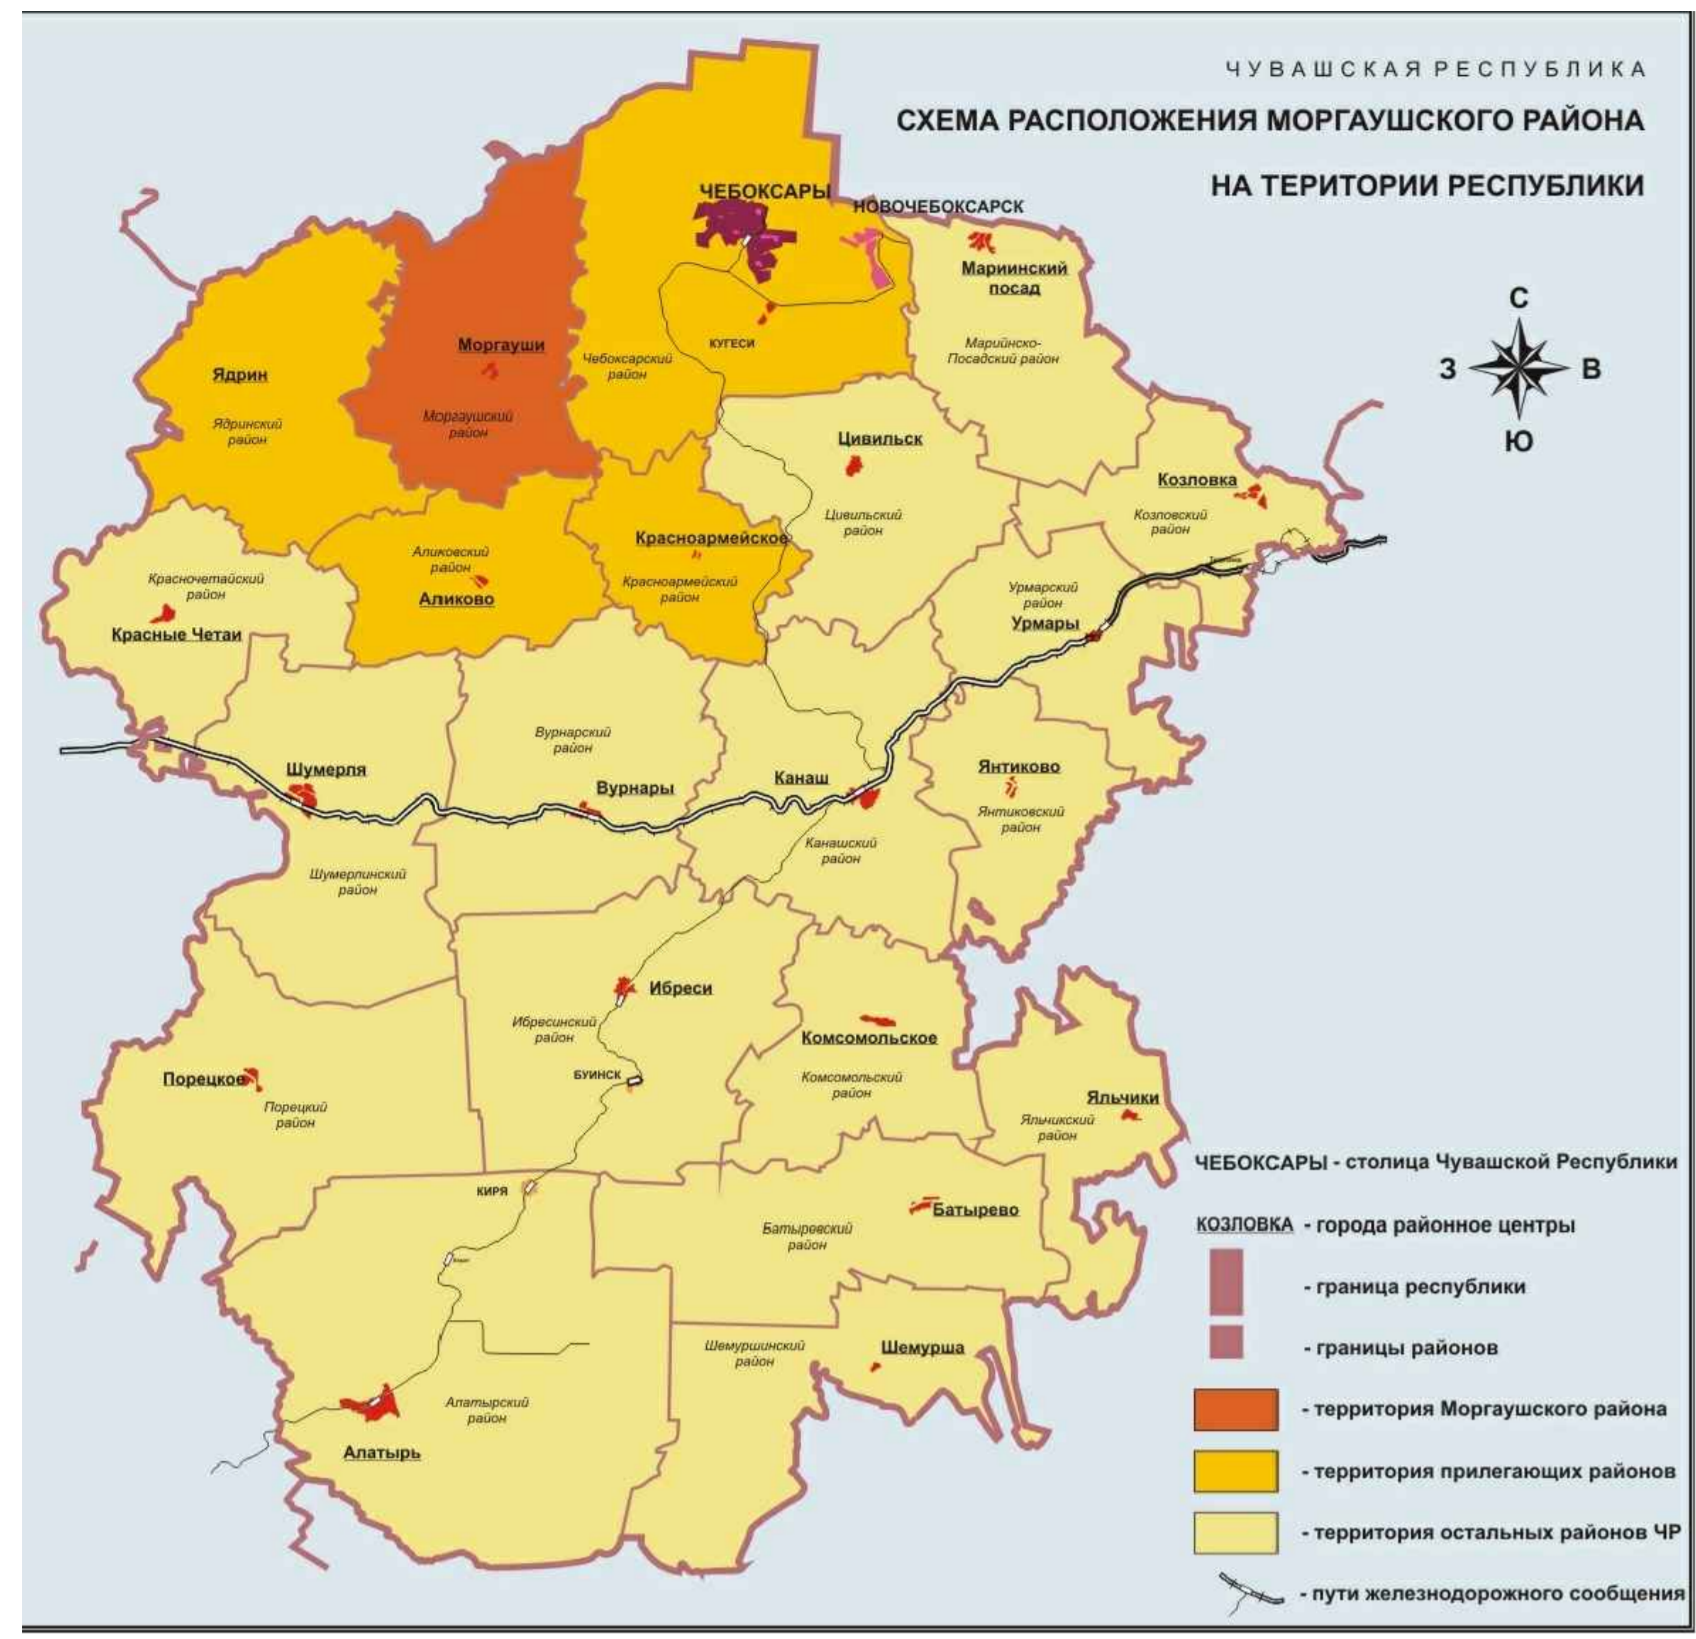 ЧУВАШСКАЯ РЕСПУБЛИКА
СХЕМА РАСПОЛОЖЕНИЯ МОРГАУШСКОГО РАЙОНА
НА ТЕРИТОРИИ РЕСПУБЛИКИ
ЧЕБОКСАРЫ
НОВОЧЕБОКСАРСК
Мариинский
посад
С
З
В
Ю
Моргауши
КУГЕСИ
Чебоксарский
район
Марийнско-
Посадский район
Ядрин
Ядринский
район
Моргаушский
район
Цивильск
Цивильский
район
Козловка
Козловский
район
Красноармейское
Красноармейский
район
Аликовский
район
Аликово
Красночетайский
район
Красные Четаи
Урмарский
район
Урмары
Вурнарский
район
Вурнары
Шумерля
Канаш
Янтиково
Янтиковский
район
Канашский
район
Шумерлинский
район
Ибреси
Ибресинский
район
БУИНСК
Комсомольское
Комсомольский
район
Порецкое
Порецкий
район
Яльчики
Яльчикский
район
КИРЯ
Батырево
Батыревский
район
Шемурша
Шемуршинский
район
Алатырский
район
Алатырь
ЧЕБОКСАРЫ - столица Чувашской Республики
КОЗЛОВКА - города районное центры
- граница республики
- границы районов
- территория Моргаушского района
- территория прилегающих районов
- территория остальных районов ЧР
- пути железнодорожного сообщения